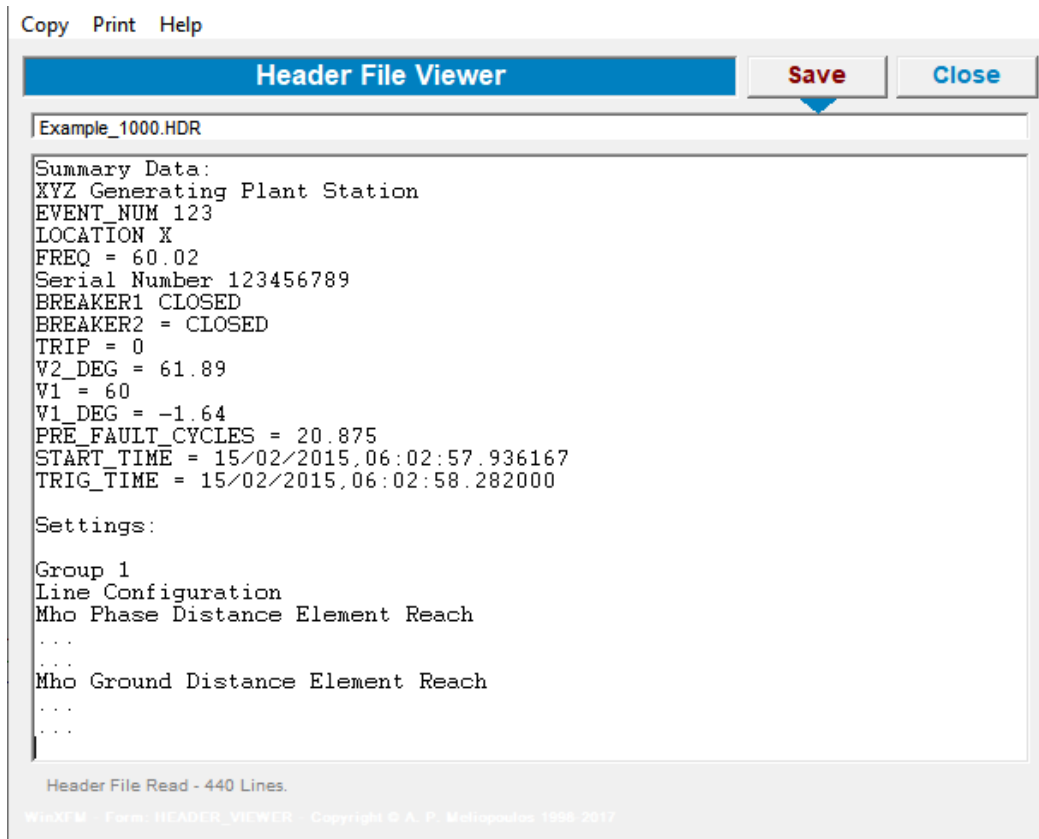 Copy Print Help
Header File Viewer Save Close
Example_1000.HDR
Summary Data:
XYZ Generating Plant Station
EVENT_NUM 123
LOCATION X
FREQ = 60.02
Serial Number 123456789
BREAKER1 CLOSED
BREAKER2 = CLOSED
TRIP = 0
V2_DEG = 61.89
V1 = 60
V1_DEG = -1.64
PRE_FAULT_CYCLES = 20.875
START_TIME = 15/02/2015,06:02:57.936167
TRIG_TIME = 15/02/2015,06:02:58.282000
Settings:
Group 1
Line Configuration
Mho Phase Distance Element Reach
...
...
Mho Ground Distance Element Reach
...
...
Header File Read - 440 Lines.
WinXFM - Form: HEADER_VIEWER - Copyright © A. P. Meliopoulos 1998-2017